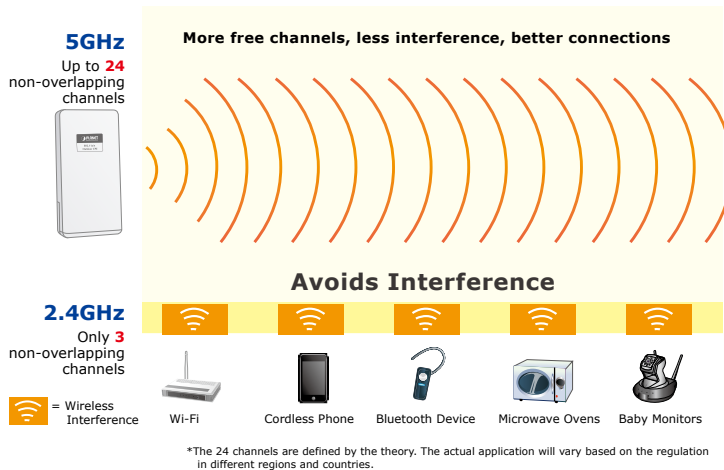 5GHz
Up to 24
non-overlapping
channels
More free channels, less interference, better connections
PLANET
Avoids Interference
2.4GHz
Only 3
non-overlapping
channels
= Wireless
Interference
Wi-Fi
Cordless Phone
Bluetooth Device
Microwave Ovens
Baby Monitors
*The 24 channels are defined by the theory. The actual application will vary based on the regulation
in different regions and countries.